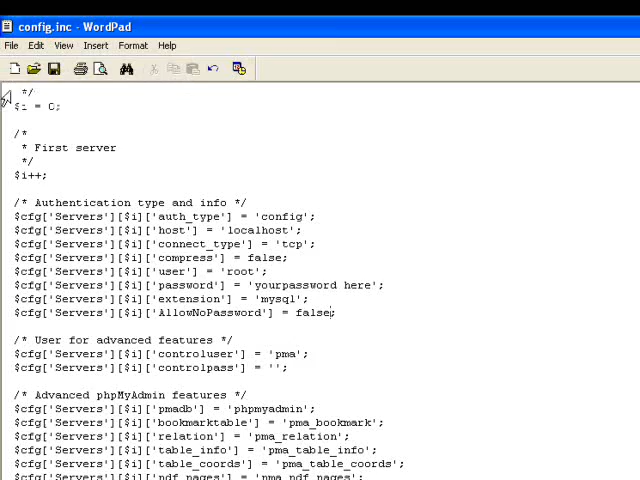 config.inc - WordPad
File Edit View Insert Format Help
*/
$i = 0;
/*
* First server
*/
$i++;
/* Authentication type and info */
$cfg['Servers'][$i]['auth_type'] = 'config';
$cfg['Servers'][$i]['host'] = 'localhost';
$cfg['Servers'][$i]['connect_type'] = 'tcp';
$cfg['Servers'][$i]['compress'] = false;
$cfg['Servers'][$i]['user'] = 'root';
$cfg['Servers'][$i]['password'] = 'yourpassword here';
$cfg['Servers'][$i]['extension'] = 'mysql';
$cfg['Servers'][$i]['AllowNoPassword'] = false;
/* User for advanced features */
$cfg['Servers'][$i]['controluser'] = 'pma';
$cfg['Servers'][$i]['controlpass'] = '';
/* Advanced phpMyAdmin features */
$cfg['Servers'][$i]['pmadb'] = 'phpmyadmin';
$cfg['Servers'][$i]['bookmarktable'] = 'pma_bookmark';
$cfg['Servers'][$i]['relation'] = 'pma_relation';
$cfg['Servers'][$i]['table_info'] = 'pma_table_info';
$cfg['Servers'][$i]['table_coords'] = 'pma_table_coords';
$cfg['Servers'][$i]['pdf_pages'] = 'pma_pdf_pages';